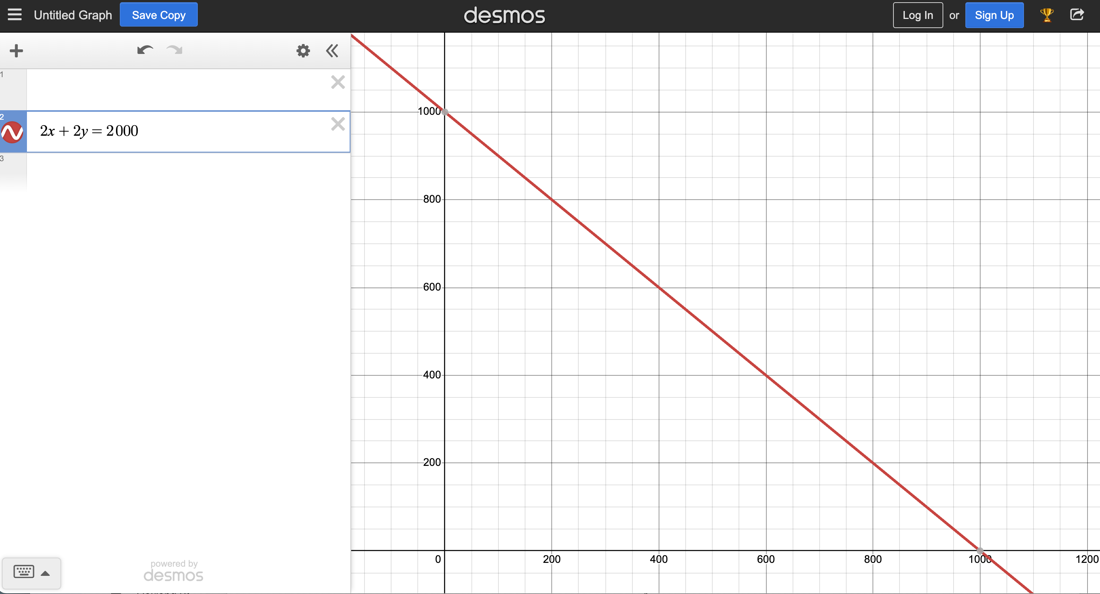 Untitled Graph Save Copy desmos Log In or Sign Up
1
2
2x + 2y = 2000
3
1000
800
600
400
200
0 200 400 600 800 1000 1200
powered by
desmos